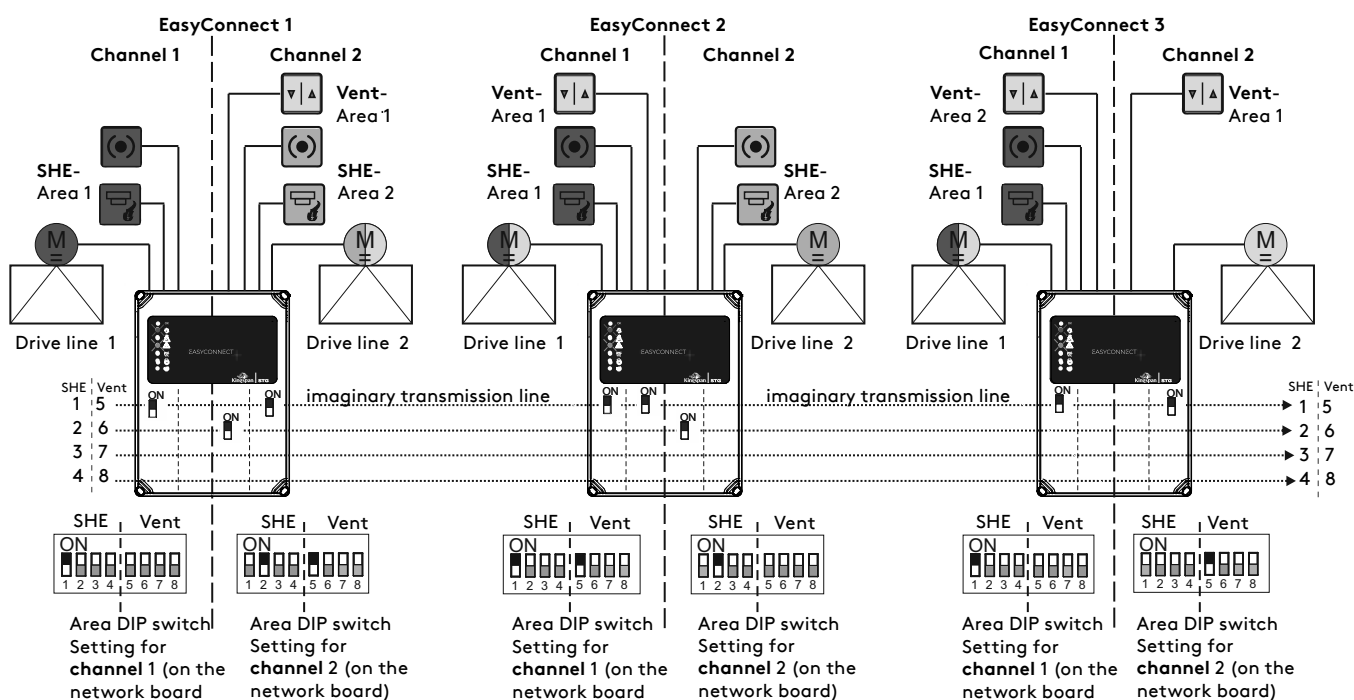 EasyConnect 1 EasyConnect 2 EasyConnect 3
Channel 1 Channel 2 Channel 1 Channel 2 Channel 1 Channel 2
Vent-
Area 1
Vent-
Area 1
Vent-
Area 2
Vent-
Area 1
SHE-
Area 1
SHE-
Area 2
SHE-
Area 1
SHE-
Area 2
SHE-
Area 1
M M M M M M
Drive line 1 Drive line 2 Drive line 1 Drive line 2 Drive line 1 Drive line 2
EASYCONNECT EASYCONNECT EASYCONNECT
Kingspan STG Kingspan STG Kingspan STG
SHE Vent SHE Vent
ON ON ON ON ON ON
1 5 imaginary transmission line imaginary transmission line 1 5
ON ON
2 6 2 6
3 7 3 7
4 8 4 8
SHE Vent SHE Vent SHE Vent SHE Vent SHE Vent SHE Vent
ON ON ON ON ON ON
1 2 3 4 5 6 7 8 1 2 3 4 5 6 7 8 1 2 3 4 5 6 7 8 1 2 3 4 5 6 7 8 1 2 3 4 5 6 7 8 1 2 3 4 5 6 7 8
Area DIP switch Area DIP switch Area DIP switch Area DIP switch Area DIP switch Area DIP switch
Setting for Setting for Setting for Setting for Setting for Setting for
channel 1 (on the channel 2 (on the channel 1 (on the channel 2 (on the channel 1 (on the channel 2 (on the
network board network board) network board network board) network board network board)